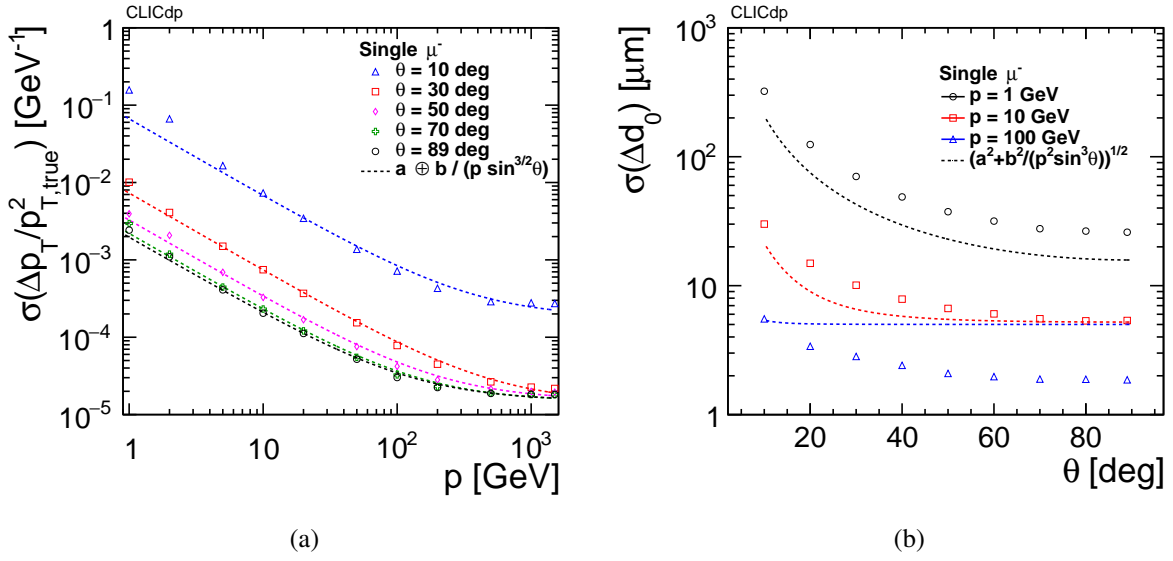 CLICdp
σ(Δp_T/p²_T,true) [GeV⁻¹]
1
10⁻¹
10⁻²
10⁻³
10⁻⁴
10⁻⁵
Single μ⁻
θ = 10 deg
θ = 30 deg
θ = 50 deg
θ = 70 deg
θ = 89 deg
a ⊕ b / (p sin^3/2θ)
1
10
10²
10³
p [GeV]
(a)
CLICdp
σ(Δd₀) [μm]
10³
10²
10
1
Single μ⁻
p = 1 GeV
p = 10 GeV
p = 100 GeV
(a²+b²/(p²sin³θ))^1/2
20
40
60
80
θ [deg]
(b)